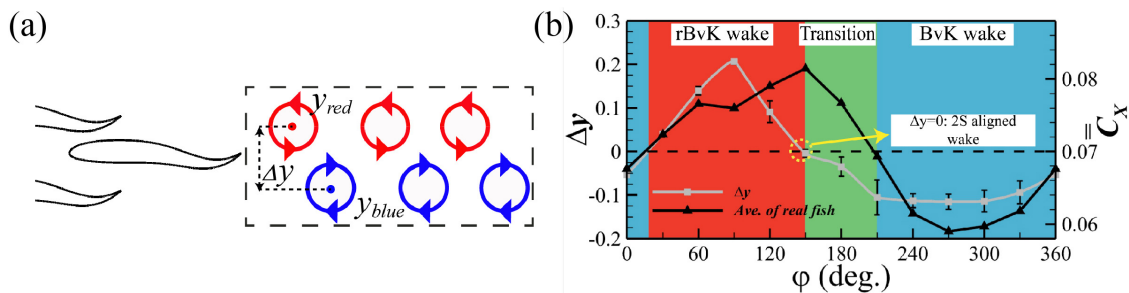 (a)
y_red
Δy
y_blue
(b)
rBvK wake
Transition
BvK wake
0.3
0.2
0.1
0
-0.1
-0.2
Δy
0.08
0.07
0.06
C̿_X
Δy=0: 2S aligned
wake
Δy
Ave. of real fish
0
60
120
180
240
300
360
φ (deg.)